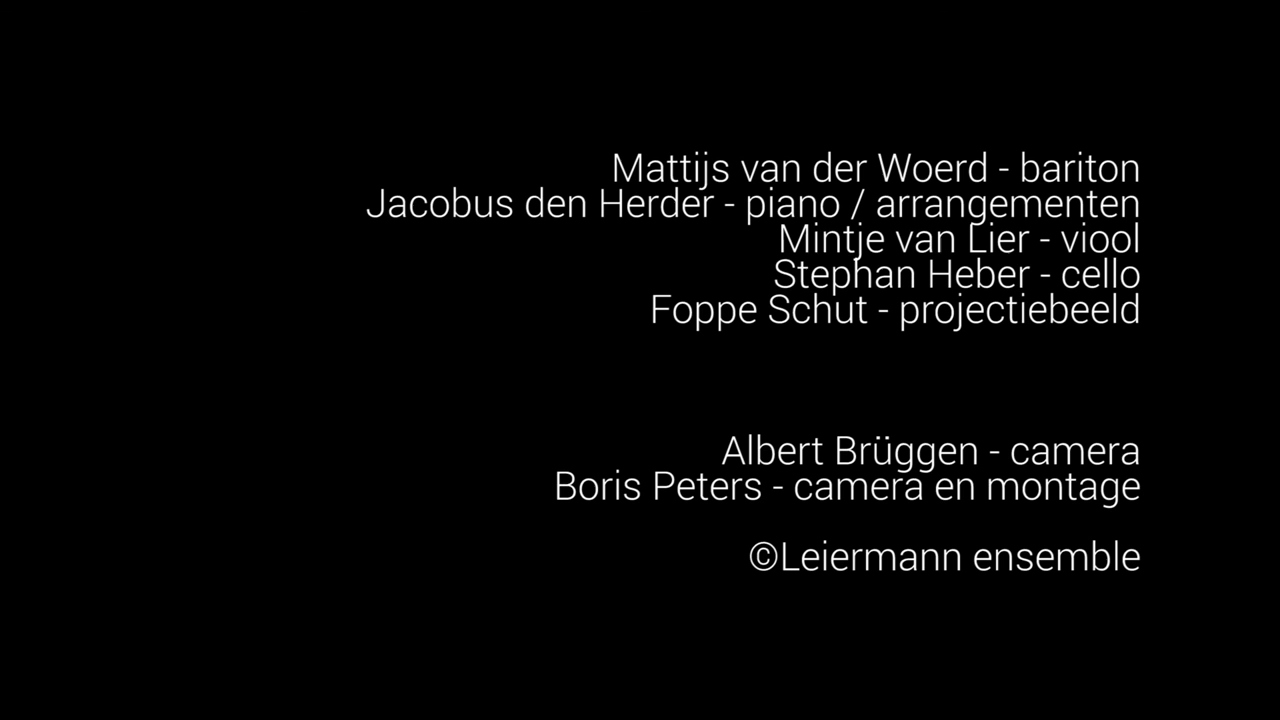 Mattijs van der Woerd - bariton
Jacobus den Herder - piano / arrangementen
Mintje van Lier - viool
Stephan Heber - cello
Foppe Schut - projectiebeeld
Albert Brüggen - camera
Boris Peters - camera en montage
©Leiermann ensemble